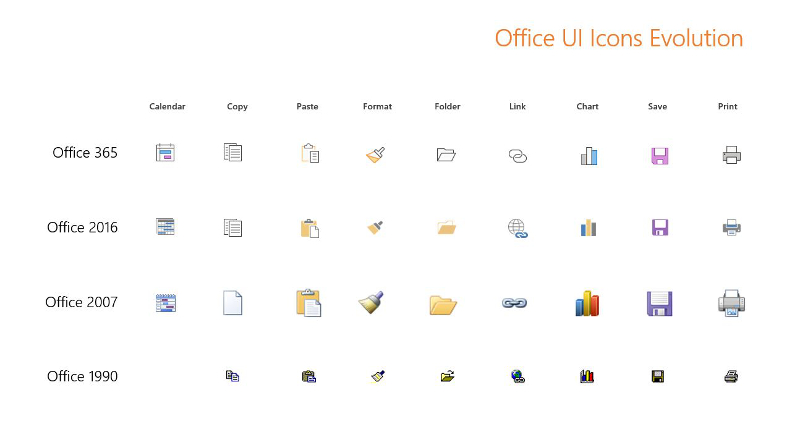 Office UI Icons Evolution
Calendar Copy Paste Format Folder Link Chart Save Print
Office 365
Office 2016
Office 2007
Office 1990